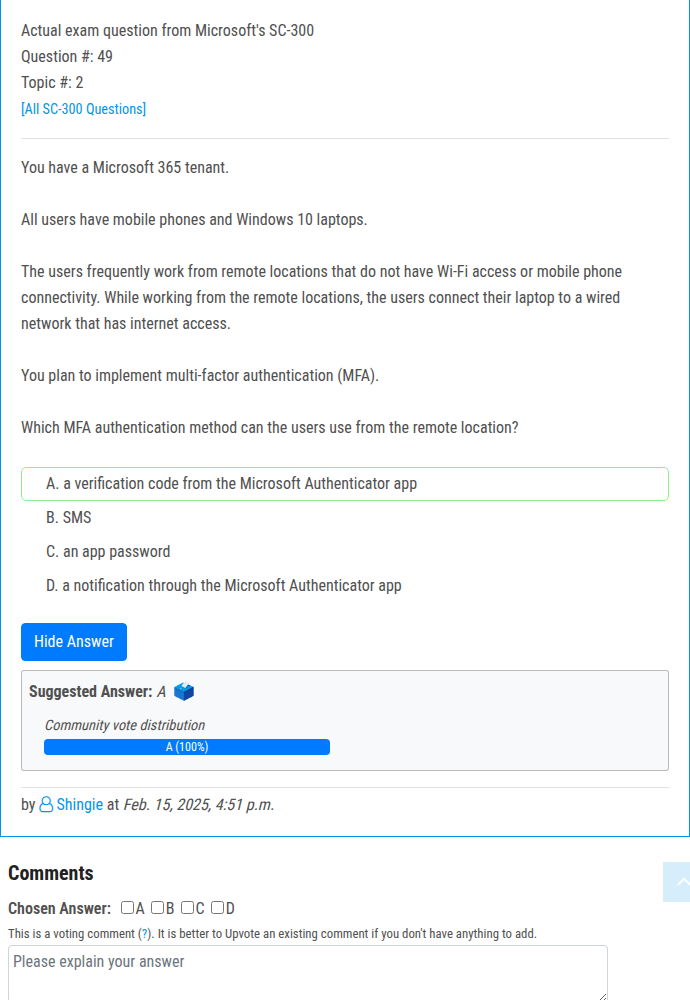 Actual exam question from Microsoft's SC-300
Question #: 49
Topic #: 2
[All SC-300 Questions]
You have a Microsoft 365 tenant.
All users have mobile phones and Windows 10 laptops.
The users frequently work from remote locations that do not have Wi-Fi access or mobile phone
connectivity. While working from the remote locations, the users connect their laptop to a wired
network that has internet access.
You plan to implement multi-factor authentication (MFA).
Which MFA authentication method can the users use from the remote location?
A. a verification code from the Microsoft Authenticator app
B. SMS
C. an app password
D. a notification through the Microsoft Authenticator app
Hide Answer
Suggested Answer: A
Community vote distribution
A (100%)
by Shingie at Feb. 15, 2025, 4:51 p.m.
Comments
Chosen Answer: A B C D
This is a voting comment (?). It is better to Upvote an existing comment if you don't have anything to add.
Please explain your answer